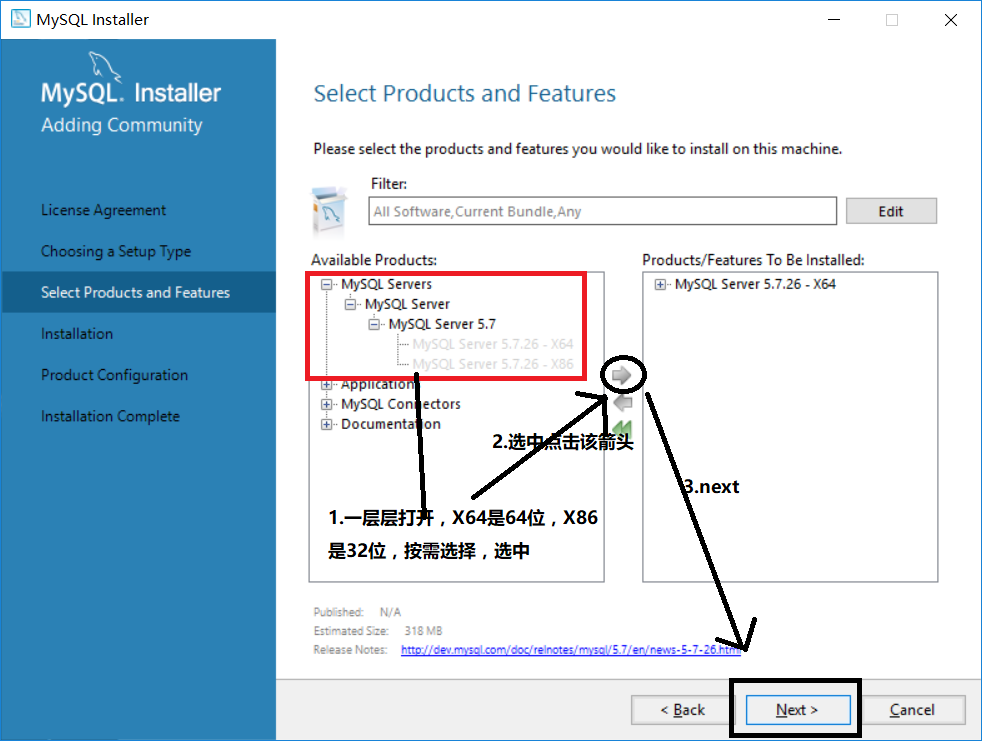 MySQL Installer
MySQL. Installer
Adding Community
License Agreement
Choosing a Setup Type
Select Products and Features
Installation
Product Configuration
Installation Complete
Select Products and Features
Please select the products and features you would like to install on this machine.
Filter:
All Software,Current Bundle,Any
Edit
Available Products:
MySQL Servers
MySQL Server
MySQL Server 5.7
MySQL Server 5.7.26 - X64
MySQL Server 5.7.26 - X86
Applications
MySQL Connectors
Documentation
Products/Features To Be Installed:
MySQL Server 5.7.26 - X64
2.选中点击该箭头
3.next
1.一层层打开，X64是64位，X86
是32位，按需选择，选中
Published: N/A
Estimated Size: 318 MB
Release Notes: http://dev.mysql.com/doc/relnotes/mysql/5.7/en/news-5-7-26.html
< Back
Next >
Cancel